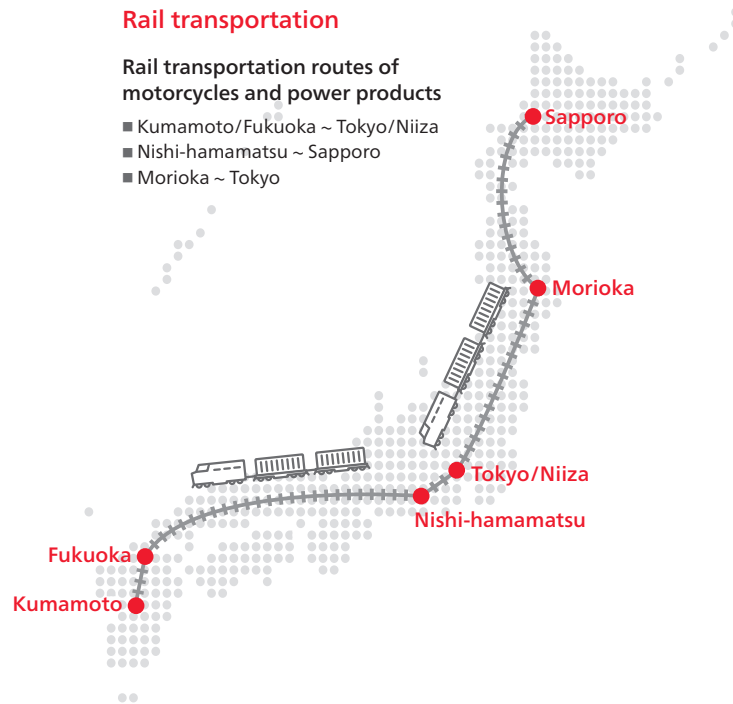 Rail transportation
Rail transportation routes of
motorcycles and power products
■ Kumamoto/Fukuoka ~ Tokyo/Niiza
■ Nishi-hamamatsu ~ Sapporo
■ Morioka ~ Tokyo
Sapporo
Morioka
Tokyo/Niiza
Nishi-hamamatsu
Fukuoka
Kumamoto